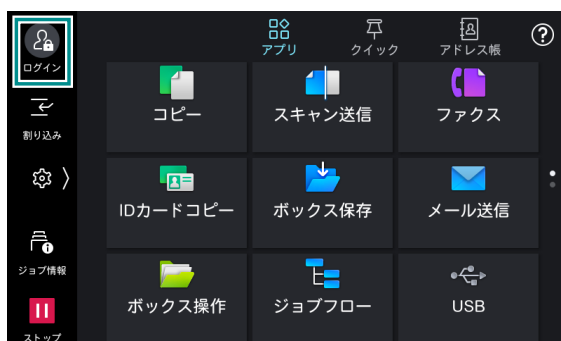 アプリ
クイック
アドレス帳
?
ログイン
割り込み
ジョブ情報
ストップ
コピー
スキャン送信
ファクス
IDカードコピー
ボックス保存
メール送信
ボックス操作
ジョブフロー
USB